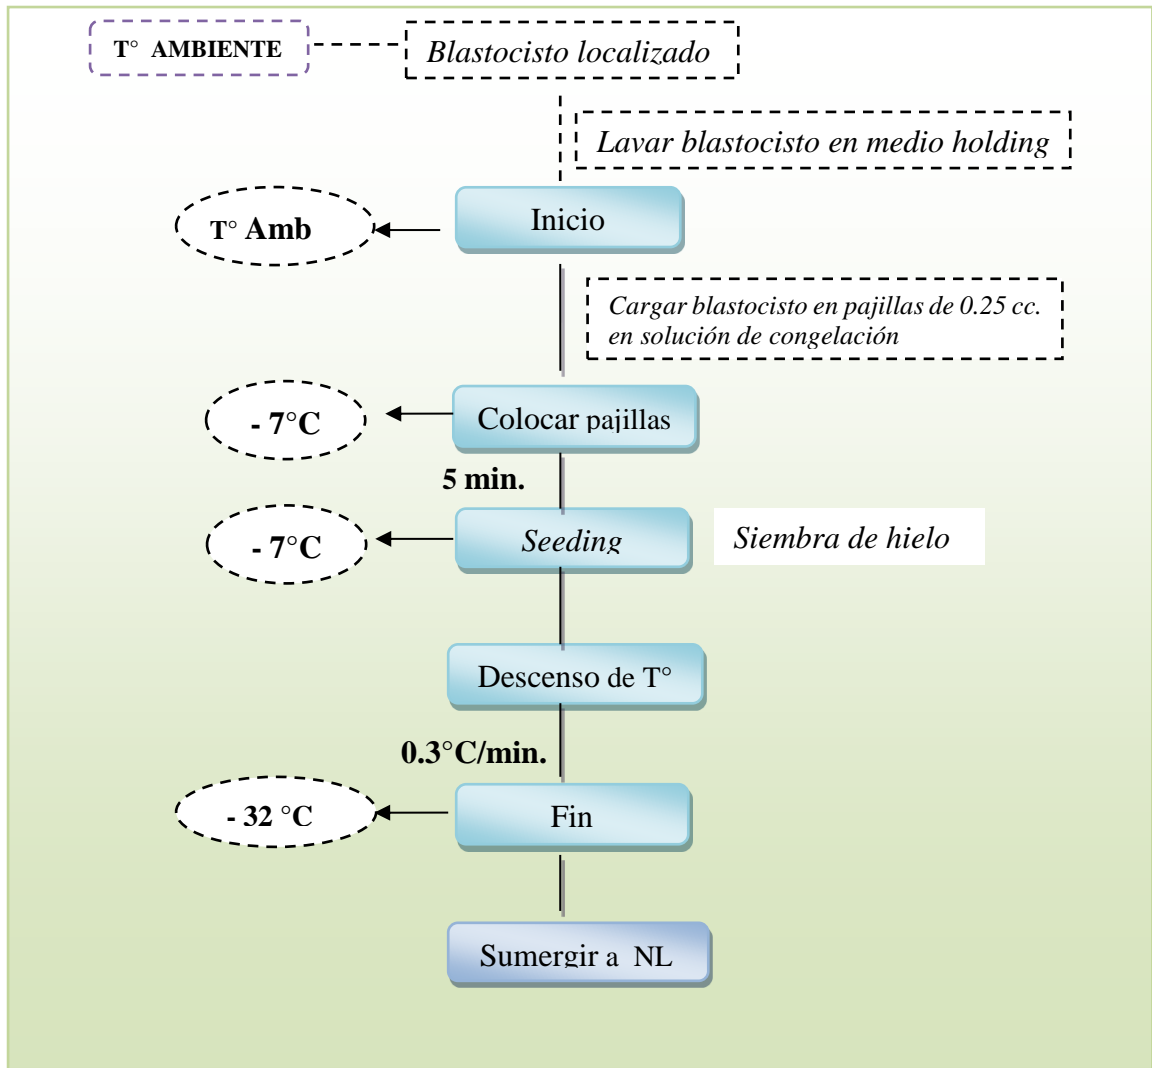 T° AMBIENTE
Blastocisto localizado
Lavar blastocisto en medio holding
Inicio
T° Amb
Cargar blastocisto en pajillas de 0.25 cc.
en solución de congelación
Colocar pajillas
- 7°C
5 min.
Seeding
- 7°C
Siembra de hielo
Descenso de T°
0.3°C/min.
Fin
- 32 °C
Sumergir a NL